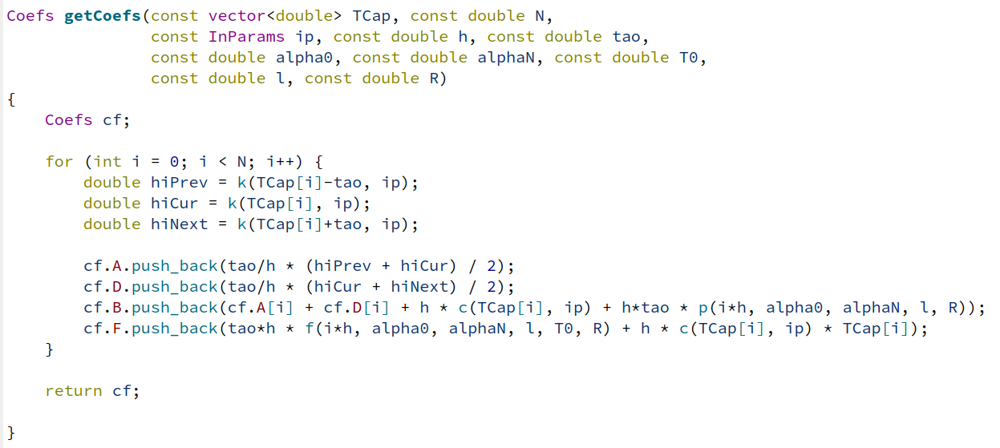 Coefs getCoefs(const vector<double> TCap, const double N,
               const InParams ip, const double h, const double tao,
               const double alpha0, const double alphaN, const double T0,
               const double l, const double R)
{
    Coefs cf;

    for (int i = 0; i < N; i++) {
        double hiPrev = k(TCap[i]-tao, ip);
        double hiCur = k(TCap[i], ip);
        double hiNext = k(TCap[i]+tao, ip);

        cf.A.push_back(tao/h * (hiPrev + hiCur) / 2);
        cf.D.push_back(tao/h * (hiCur + hiNext) / 2);
        cf.B.push_back(cf.A[i] + cf.D[i] + h * c(TCap[i], ip) + h*tao * p(i*h, alpha0, alphaN, l, R));
        cf.F.push_back(tao*h * f(i*h, alpha0, alphaN, l, T0, R) + h * c(TCap[i], ip) * TCap[i]);
    }

    return cf;

}